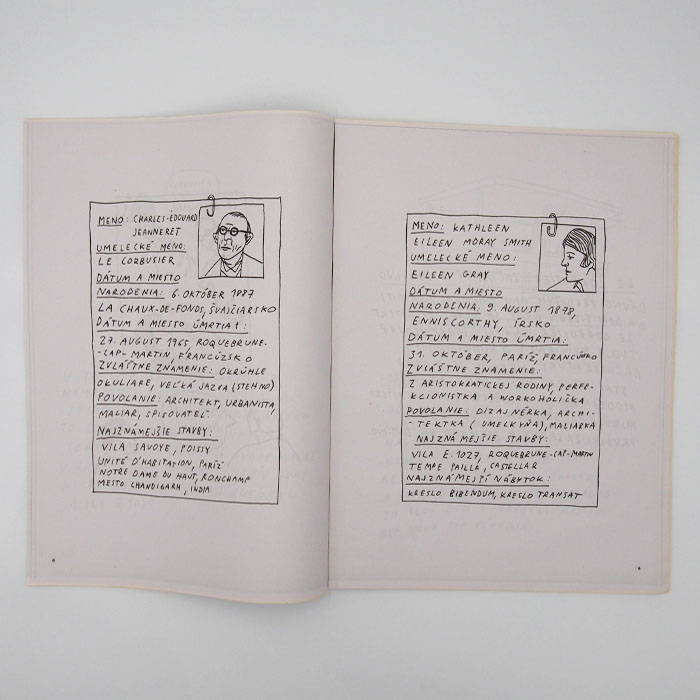 MENO: CHARLES-ÉDOUARD
JEANNERET
UMELECKÉ MENO:
LE CORBUSIER
DÁTUM A MIESTO
NARODENIA: 6. OKTÓBER 1887
LA CHAUX-DE-FONDS, ŠVAJČIARSKO
DÁTUM A MIESTO ÚMRTIA†:
27. AUGUST 1965, ROQUEBRUNE-
-CAP-MARTIN, FRANCÚZSKO
ZVLÁŠTNE ZNAMENIE: OKRÚHLE
OKULIARE, VEĽKÁ JAZVA (STEHNO)
POVOLANIE: ARCHITEKT, URBANISTA,
MALIAR, SPISOVATEĽ
NAJZNÁMEJŠIE STAVBY:
VILA SAVOYE, POISSY
UNITÉ D'HABITATION, PARÍŽ
NOTRE DAME DU HAUT, RONCHAMP
MESTO CHANDIGARH, INDIA
MENO: KATHLEEN
EILEEN MORAY SMITH
UMELECKÉ MENO:
EILEEN GRAY
DÁTUM A MIESTO
NARODENIA: 9. AUGUST 1878,
ENNISCORTHY, ÍRSKO
DÁTUM A MIESTO ÚMRTIA:
31. OKTÓBER, PARÍŽ, FRANCÚZSKO
ZVLÁŠTNE ZNAMENIE:
Z ARISTOKRATICKEJ RODINY, PERFE-
KCIONISTKA A WORKOHOLIČKA
POVOLANIE: DIZAJNÉRKA, ARCHI-
-TEKTKA (UMELKYŇA), MALIARKA
NAJZNÁMEJŠIE STAVBY:
VILA E.1027, ROQUEBRUNE-CAP-MARTIN
TEMPE PAILLA, CASTELLAR
NAJZNÁMEJŠÍ NÁBYTOK:
KRESLO BIBENDUM, KRESLO TRANSAT